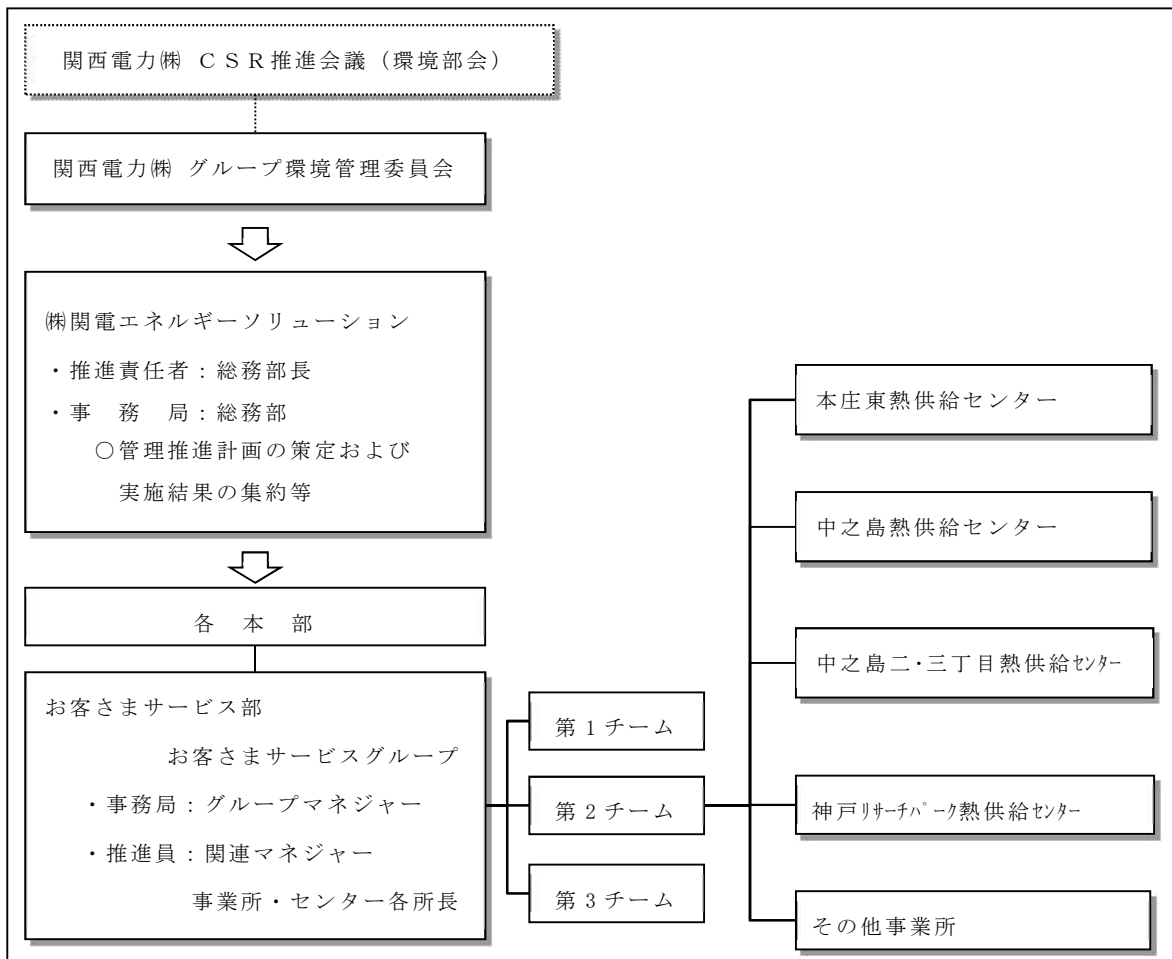 関西電力㈱ ＣＳＲ推進会議（環境部会）
関西電力㈱ グループ環境管理委員会
㈱関電エネルギーソリューション
・推進責任者：総務部長
・事　務　局：総務部
○管理推進計画の策定および
実施結果の集約等
各　本　部
お客さまサービス部
お客さまサービスグループ
・事務局：グループマネジャー
・推進員：関連マネジャー
事業所・センター各所長
第１チーム
第２チーム
第３チーム
本庄東熱供給センター
中之島熱供給センター
中之島二・三丁目熱供給ｾﾝﾀｰ
神戸ﾘｻｰﾁﾊﾟｰｸ熱供給ｾﾝﾀｰ
その他事業所